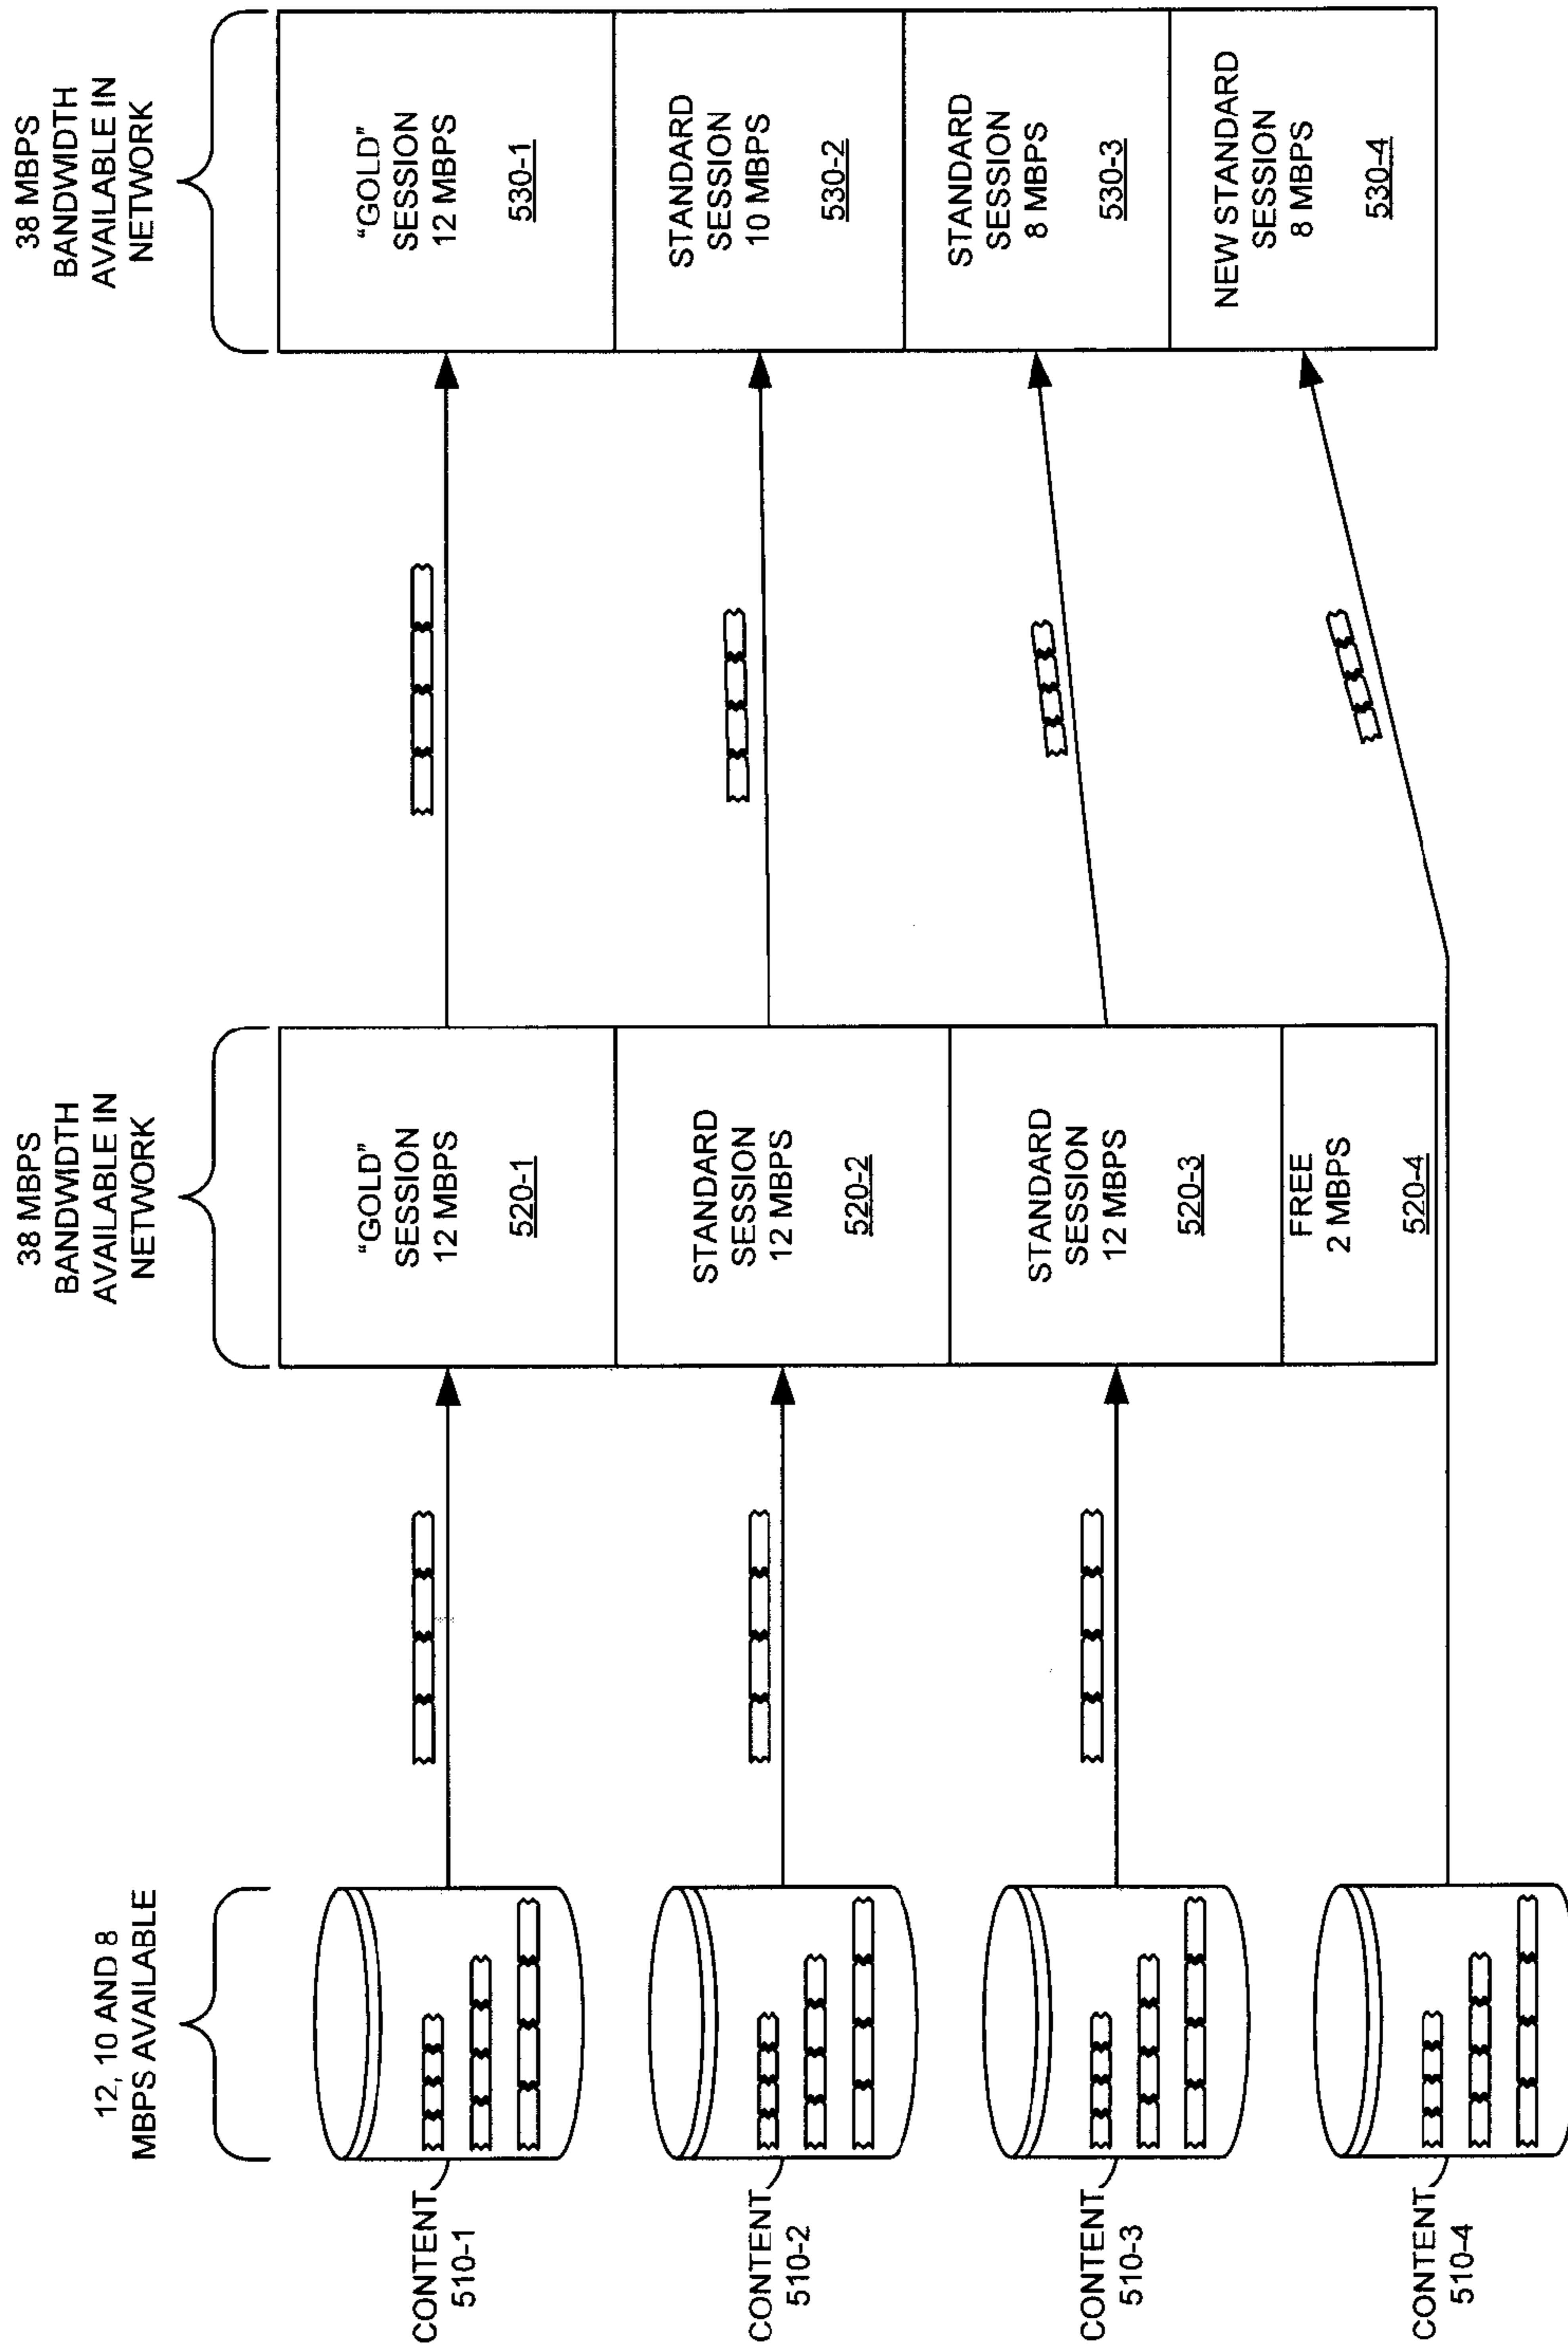 12, 10 AND 8
MBPS AVAILABLE
38 MBPS
BANDWIDTH
AVAILABLE IN
NETWORK
38 MBPS
BANDWIDTH
AVAILABLE IN
NETWORK
CONTENT
510-1
"GOLD"
SESSION
12 MBPS
520-1
"GOLD"
SESSION
12 MBPS
530-1
CONTENT
510-2
STANDARD
SESSION
12 MBPS
520-2
STANDARD
SESSION
10 MBPS
530-2
CONTENT
510-3
STANDARD
SESSION
12 MBPS
520-3
STANDARD
SESSION
8 MBPS
530-3
CONTENT
510-4
FREE
2 MBPS
520-4
NEW STANDARD
SESSION
8 MBPS
530-4